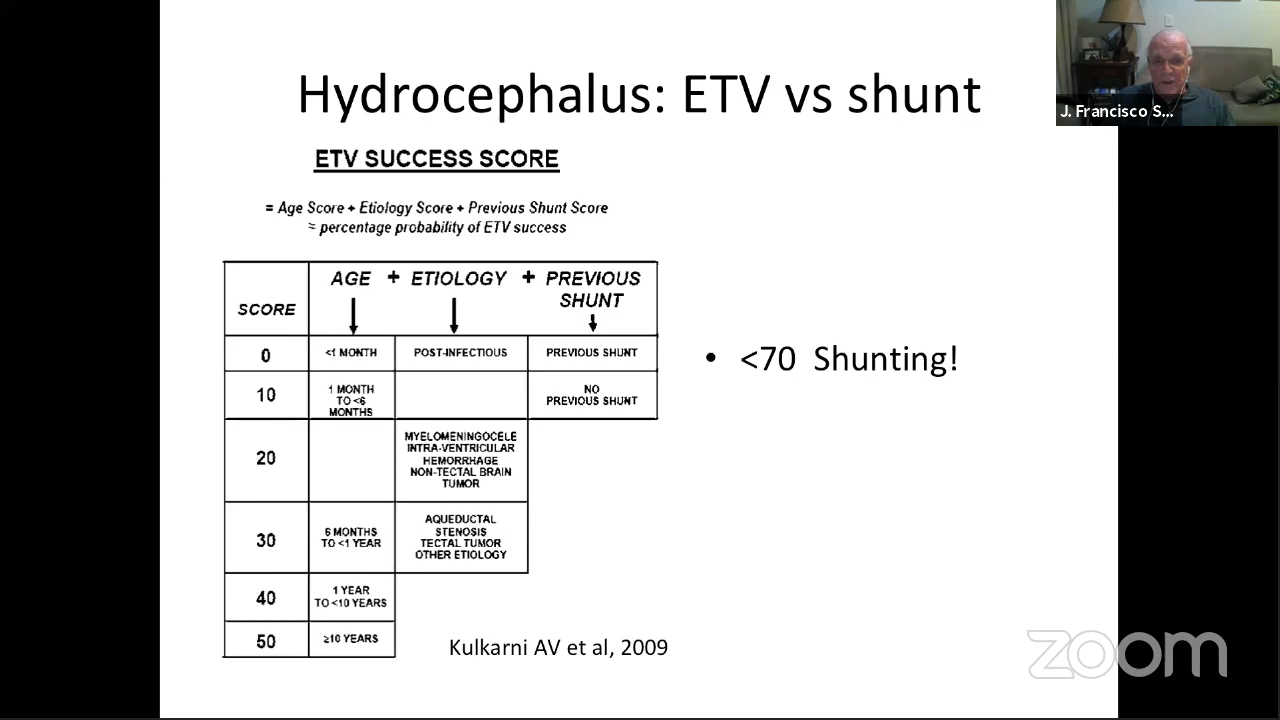 Hydrocephalus: ETV vs shunt
J. Francisco S...
ETV SUCCESS SCORE
= Age Score + Etiology Score + Previous Shunt Score
≈ percentage probability of ETV success
SCORE
AGE + ETIOLOGY + PREVIOUS
SHUNT
0
<1 MONTH
POST-INFECTIOUS
PREVIOUS SHUNT
10
1 MONTH
TO <6
MONTHS
NO
PREVIOUS SHUNT
20
MYELOMENINGOCELE
INTRA-VENTRICULAR
HEMORRHAGE
NON-TECTAL BRAIN
TUMOR
30
6 MONTHS
TO <1 YEAR
AQUEDUCTAL
STENOSIS
TECTAL TUMOR
OTHER ETIOLOGY
40
1 YEAR
TO <10 YEARS
50
≥10 YEARS
• <70 Shunting!
Kulkarni AV et al, 2009
zoom